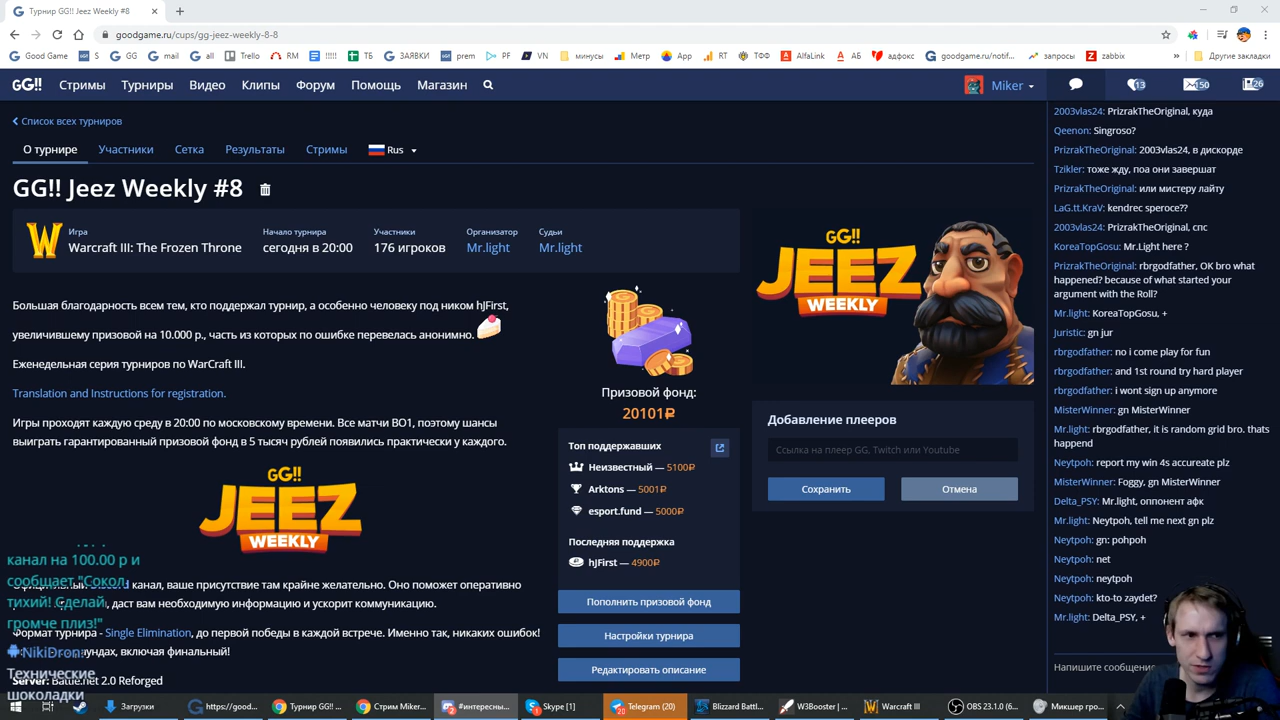 Турнир GG!! Jeez Weekly #8
goodgame.ru/cups/gg-jeez-weekly-8-8
Good Game
S
GG
mail
all
Trello
RM
!!!!!
ТБ
ЗАЯВКИ
prem
PF
VN
минусы
Метр
App
RT
ТФФ
AlfaLink
АБ
адфокс
goodgame.ru/notif...
запросы
zabbix
Другие закладки
GG!!
Стримы
Турниры
Видео
Клипы
Форум
Помощь
Магазин
Miker
13
150
26
Список всех турниров
О турнире
Участники
Сетка
Результаты
Стримы
Rus
GG!! Jeez Weekly #8
Игра
Warcraft III: The Frozen Throne
Начало турнира
сегодня в 20:00
Участники
176 игроков
Организатор
Mr.light
Судьи
Mr.light
Большая благодарность всем тем, кто поддержал турнир, а особенно человеку под ником hJFirst,
увеличившему призовой на 10.000 р., часть из которых по ошибке перевелась анонимно.
Еженедельная серия турниров по WarCraft III.
Translation and Instructions for registration.
Игры проходят каждую среду в 20:00 по московскому времени. Все матчи BO1, поэтому шансы
выиграть гарантированный призовой фонд в 5 тысяч рублей появились практически у каждого.
GG!!
JEEZ
WEEKLY
канал на 100.00 р и
сообщает "Сокол
тихий! Сделай
громче плиз!"
NikiDron:
Технические
шоколадки
канал, ваше присутствие там крайне желательно. Оно поможет оперативно
, даст вам необходимую информацию и ускорит коммуникацию.
Формат турнира - Single Elimination, до первой победы в каждой встрече. Именно так, никаких ошибок!
ундах, включая финальный!
Server: Battle.net 2.0 Reforged
Призовой фонд:
20101₽
Топ поддержавших
Неизвестный — 5100₽
Arktons — 5001₽
esport.fund — 5000₽
Последняя поддержка
hJFirst — 4900₽
Пополнить призовой фонд
Настройки турнира
Редактировать описание
GG!!
JEEZ
WEEKLY
Добавление плееров
Ссылка на плеер GG, Twitch или Youtube
Сохранить
Отмена
2003vlas24: PrizrakTheOriginal, куда
Qeenon: Singroso?
PrizrakTheOriginal: 2003vlas24, в дискорде
Tzikler: тоже жду, поа они завершат
PrizrakTheOriginal: или мистеру лайту
LaG.tt.KraV: kendrec speroce??
2003vlas24: PrizrakTheOriginal, спс
KoreaTopGosu: Mr.Light here ?
PrizrakTheOriginal: rbrgodfather, OK bro what
happened? because of what started your
argument with the Roll?
Mr.light: KoreaTopGosu, +
Juristic: gn jur
rbrgodfather: no i come play for fun
rbrgodfather: and 1st round try hard player
rbrgodfather: i wont sign up anymore
MisterWinner: gn MisterWinner
Mr.light: rbrgodfather, it is random grid bro. thats
happend
Neytpoh: report my win 4s accureate plz
MisterWinner: Foggy, gn MisterWinner
Delta_PSY: Mr.light, оппонент афк
Mr.light: Neytpoh, tell me next gn plz
Neytpoh: gn: pohpoh
Neytpoh: net
Neytpoh: neytpoh
Neytpoh: kto-to zaydet?
Mr.light: Delta_PSY, +
Напишите сообщение
Загрузки
https://good...
Турнир GG!! ...
Стрим Miker...
#интересны...
Skype [1]
Telegram (20)
Blizzard Battl...
W3Booster | ...
Warcraft III
OBS 23.1.0 (6...
Микшер гро...